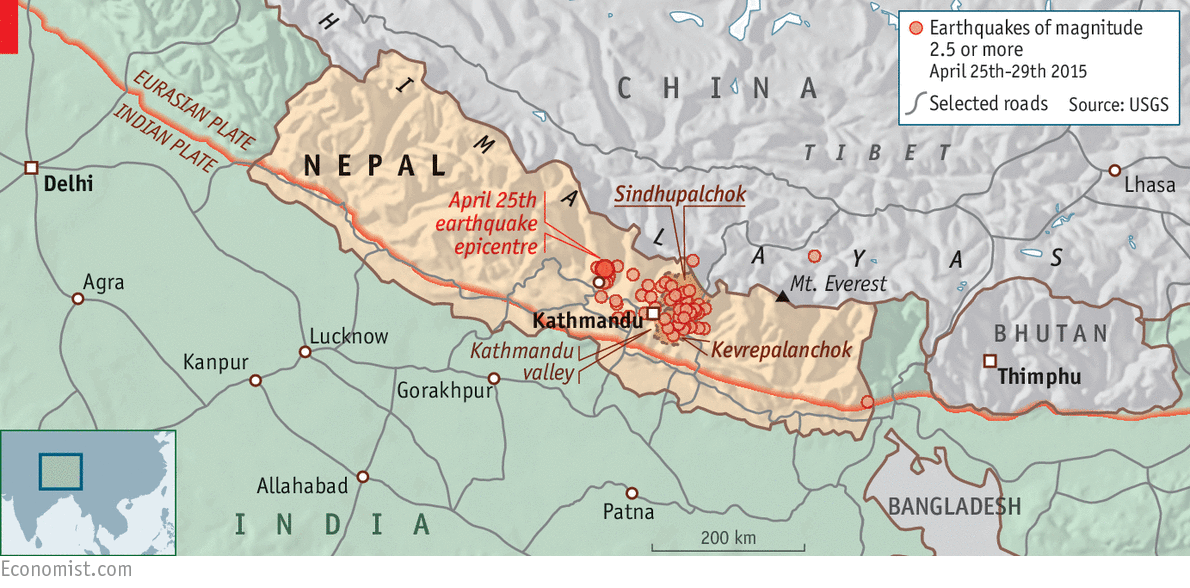 Earthquakes of magnitude
2.5 or more
April 25th-29th 2015
Selected roads
Source: USGS
EURASIAN PLATE
INDIAN PLATE
HIMALAYAS
CHINA
TIBET
NEPAL
Delhi
Lhasa
April 25th
earthquake
epicentre
Sindhupalchok
Mt. Everest
Agra
Kathmandu
Lucknow
BHUTAN
Kathmandu
valley
Kevrepalanchok
Kanpur
Thimphu
Gorakhpur
Allahabad
Patna
BANGLADESH
INDIA
200 km
Economist.com